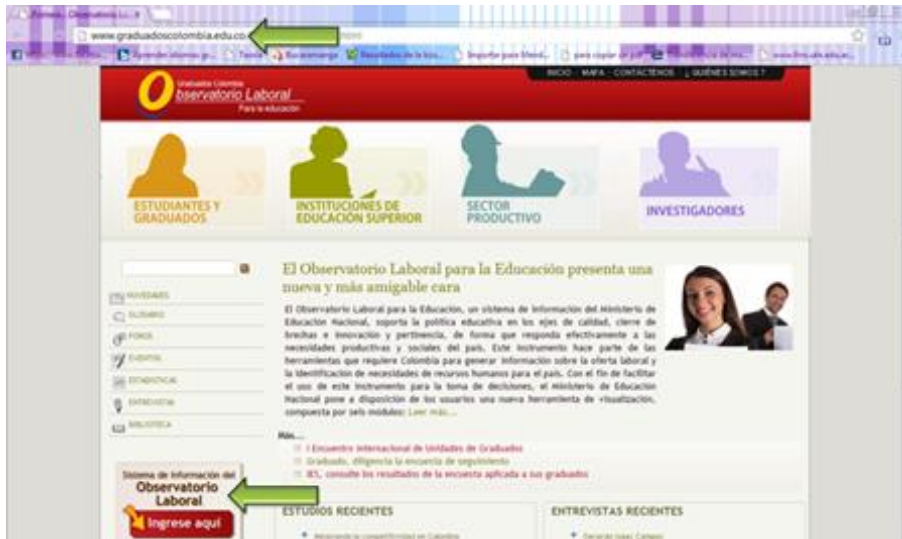 www.graduadoscolombia.edu.co
INICIO MAPA CONTÁCTENOS ¿QUIÉNES SOMOS?
Graduados Colombia
Observatorio Laboral
Para la educación
ESTUDIANTES Y
GRADUADOS
INSTITUCIONES DE
EDUCACIÓN SUPERIOR
SECTOR
PRODUCTIVO
INVESTIGADORES
NOVEDADES
GLOSARIO
FOROS
EVENTOS
ESTADISTICAS
ENTREVISTAS
BIBLIOTECA
El Observatorio Laboral para la Educación presenta una
nueva y más amigable cara
El Observatorio Laboral para la Educación, un sistema de información del Ministerio de
Educación Nacional, soporta la política educativa en los ejes de calidad, cierre de
brechas e innovación y pertinencia, de forma que responda efectivamente a las
necesidades productivas y sociales del país. Este instrumento hace parte de las
herramientas que requiere Colombia para generar información sobre la oferta laboral y
la identificación de necesidades de recursos humanos para el país. Con el fin de facilitar
el uso de este instrumento para la toma de decisiones, el Ministerio de Educación
Nacional pone a disposición de los usuarios una nueva herramienta de visualización,
compuesta por seis módulos: Leer más...
Más...
I Encuentro Internacional de Unidades de Graduados
Graduado, diligencia la encuesta de seguimiento
IES, consulte los resultados de la encuesta aplicada a sus graduados
Sistema de Información del
Observatorio
Laboral
Ingrese aquí
ESTUDIOS RECIENTES
ENTREVISTAS RECIENTES